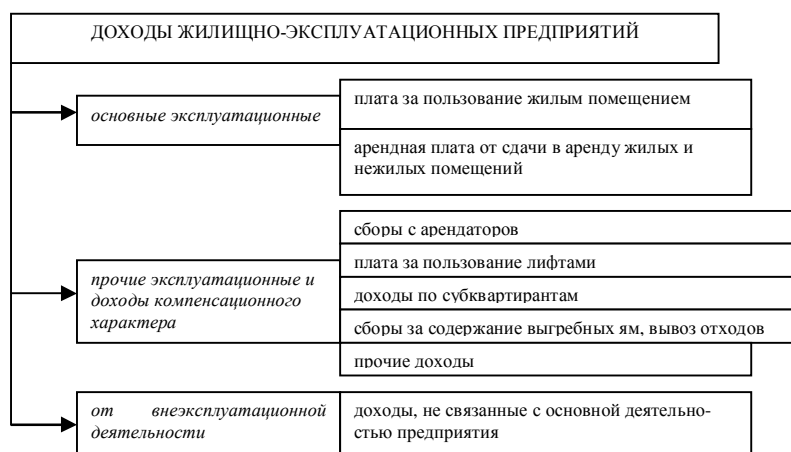 ДОХОДЫ ЖИЛИЩНО-ЭКСПЛУАТАЦИОННЫХ ПРЕДПРИЯТИЙ
основные эксплуатационные
плата за пользование жилым помещением
арендная плата от сдачи в аренду жилых и
нежилых помещений
прочие эксплуатационные и
доходы компенсационного
характера
сборы с арендаторов
плата за пользование лифтами
доходы по субквартирантам
сборы за содержание выгребных ям, вывоз отходов
прочие доходы
от внеэксплуатационной
деятельности
доходы, не связанные с основной деятельно-
стью предприятия